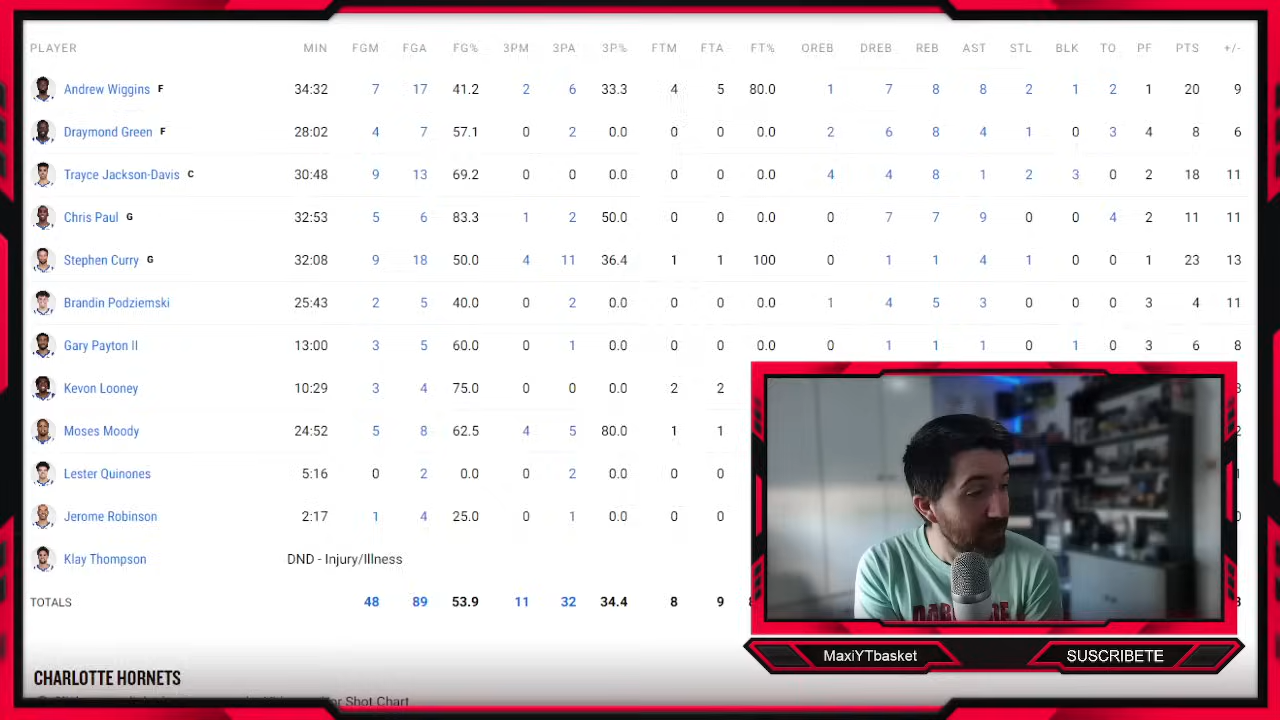 PLAYER MIN FGM FGA FG% 3PM 3PA 3P% FTM FTA FT% OREB DREB REB AST STL BLK TO PF PTS +/-
Andrew Wiggins F 34:32 7 17 41.2 2 6 33.3 4 5 80.0 1 7 8 8 2 1 2 1 20 9
Draymond Green F 28:02 4 7 57.1 0 2 0.0 0 0 0.0 2 6 8 4 1 0 3 4 8 6
Trayce Jackson-Davis C 30:48 9 13 69.2 0 0 0.0 0 0 0.0 4 4 8 1 2 3 0 2 18 11
Chris Paul G 32:53 5 6 83.3 1 2 50.0 0 0 0.0 0 7 7 9 0 0 4 2 11 11
Stephen Curry G 32:08 9 18 50.0 4 11 36.4 1 1 100 0 1 1 4 1 0 0 1 23 13
Brandin Podziemski 25:43 2 5 40.0 0 2 0.0 0 0 0.0 1 4 5 3 0 0 0 3 4 11
Gary Payton II 13:00 3 5 60.0 0 1 0.0 0 0 0.0 0 1 1 1 0 1 0 3 6 8
Kevon Looney 10:29 3 4 75.0 0 0 0.0 2 2
Moses Moody 24:52 5 8 62.5 4 5 80.0 1 1
Lester Quinones 5:16 0 2 0.0 0 2 0.0 0 0
Jerome Robinson 2:17 1 4 25.0 0 1 0.0 0 0
Klay Thompson DND - Injury/Illness
TOTALS 48 89 53.9 11 32 34.4 8 9
MaxiYTbasket SUSCRIBETE
CHARLOTTE HORNETS
Shot Chart